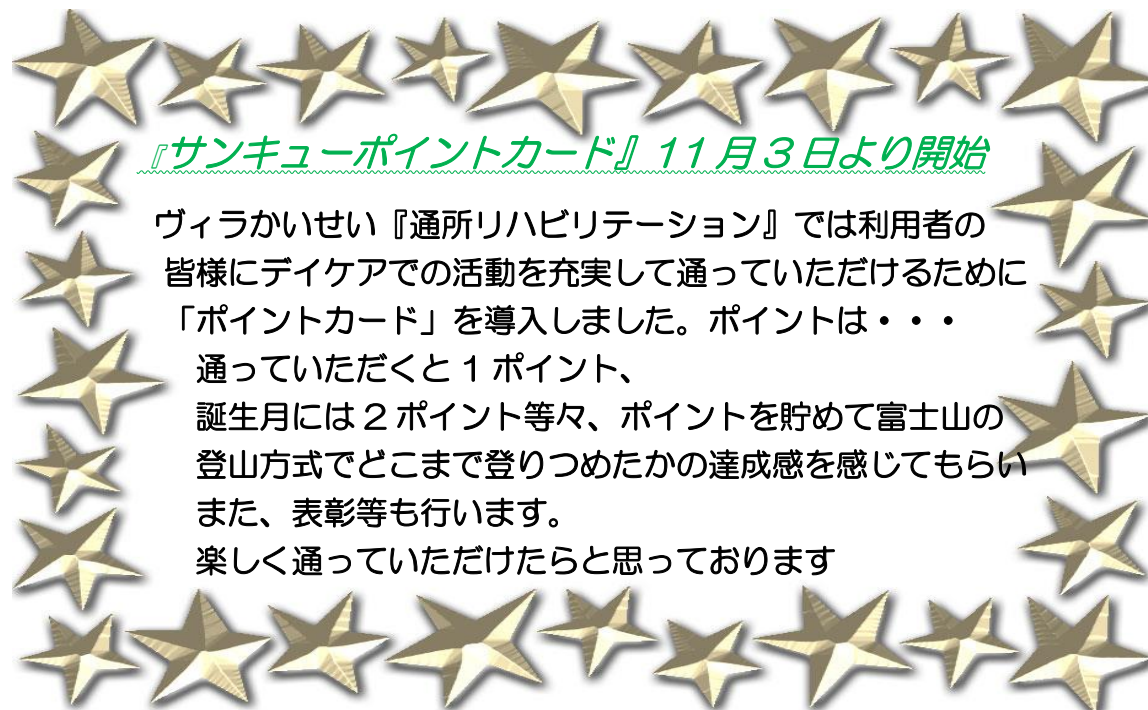 『サンキューポイントカード』11月３日より開始
ヴィラかいせい『通所リハビリテーション』では利用者の
皆様にデイケアでの活動を充実して通っていただけるために
「ポイントカード」を導入しました。ポイントは・・・
通っていただくと１ポイント、
誕生月には２ポイント等々、ポイントを貯めて富士山の
登山方式でどこまで登りつめたかの達成感を感じてもらい
また、表彰等も行います。
楽しく通っていただけたらと思っております